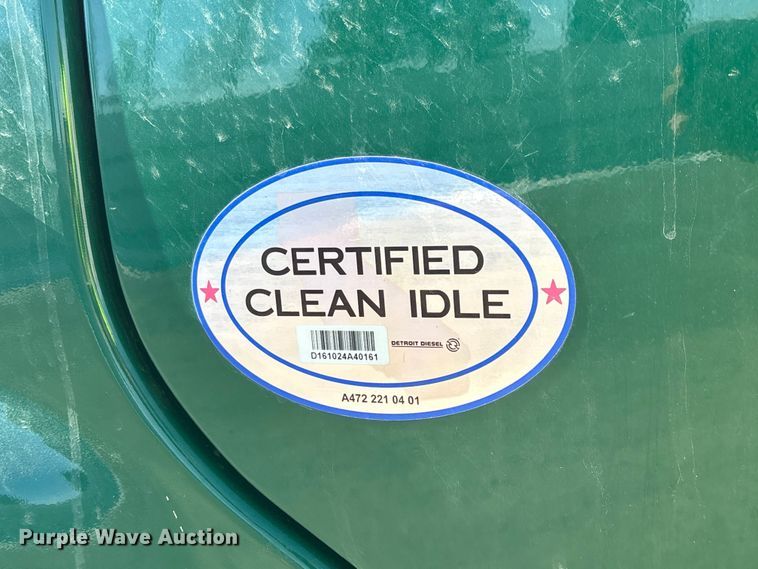 CERTIFIED
CLEAN IDLE
D161024A40161
DETROIT DIESEL
A472 221 04 01
Purple Wave Auction